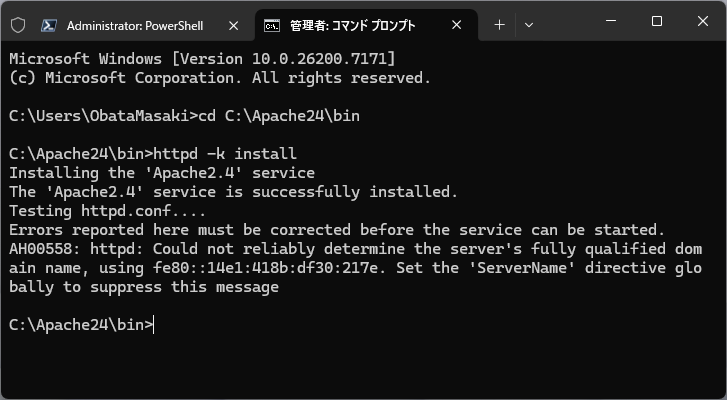 Administrator: PowerShell
管理者: コマンド プロンプト
Microsoft Windows [Version 10.0.26200.7171]
(c) Microsoft Corporation. All rights reserved.
C:\Users\ObataMasaki>cd C:\Apache24\bin
C:\Apache24\bin>httpd -k install
Installing the 'Apache2.4' service
The 'Apache2.4' service is successfully installed.
Testing httpd.conf....
Errors reported here must be corrected before the service can be started.
AH00558: httpd: Could not reliably determine the server's fully qualified dom
ain name, using fe80::14e1:418b:df30:217e. Set the 'ServerName' directive glo
bally to suppress this message
C:\Apache24\bin>